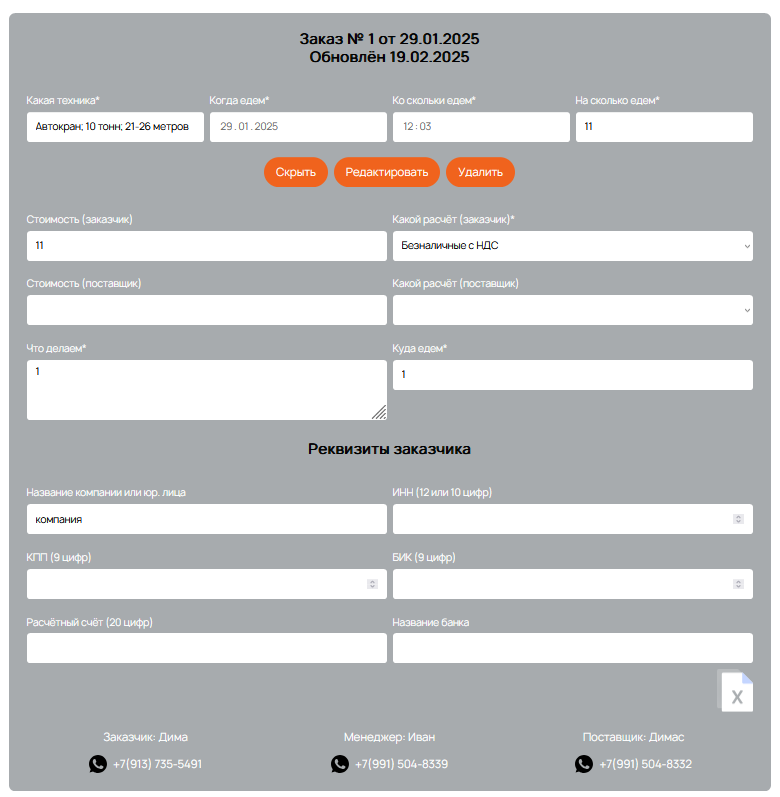 Заказ № 1 от 29.01.2025
Обновлён 19.02.2025
Какая техника* Когда едем* Ко скольки едем* На сколько едем*
Автокран; 10 тонн; 21-26 метров 29.01.2025 12:03 11
Скрыть Редактировать Удалить
Стоимость (заказчик) Какой расчёт (заказчик)*
11 Безналичные с НДС
Стоимость (поставщик) Какой расчёт (поставщик)
Что делаем* Куда едем*
1 1
Реквизиты заказчика
Название компании или юр. лица ИНН (12 или 10 цифр)
компания
КПП (9 цифр) БИК (9 цифр)
Расчётный счёт (20 цифр) Название банка
X
Заказчик: Дима Менеджер: Иван Поставщик: Димас
+7(913) 735-5491 +7(991) 504-8339 +7(991) 504-8332